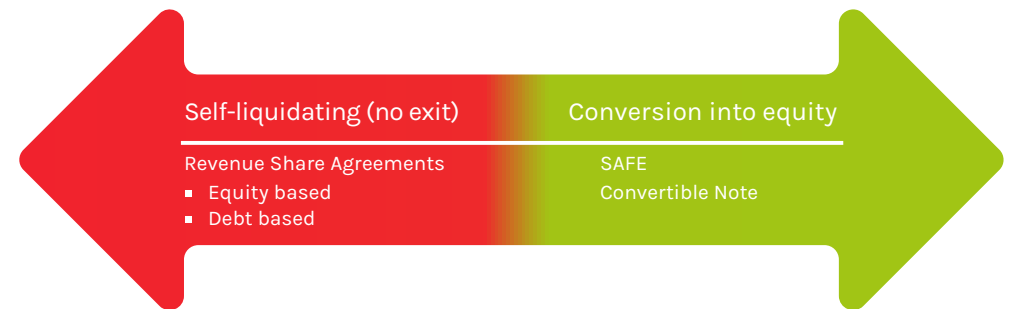 Self-liquidating (no exit)
Revenue Share Agreements
▪ Equity based
▪ Debt based
Conversion into equity
SAFE
Convertible Note